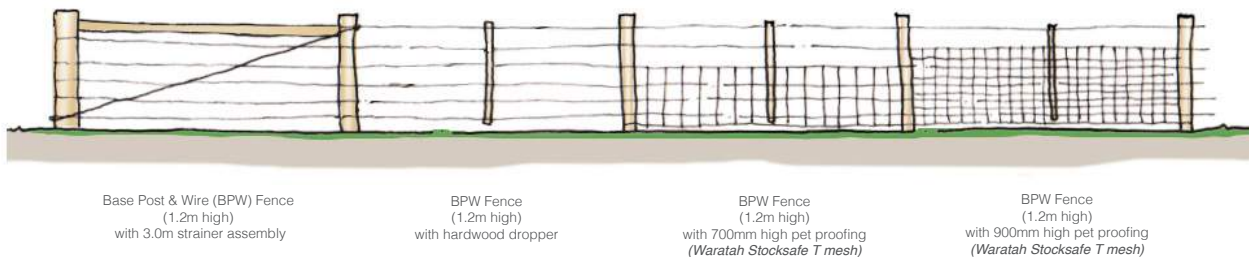 Base Post & Wire (BPW) Fence
(1.2m high)
with 3.0m strainer assembly
BPW Fence
(1.2m high)
with hardwood dropper
BPW Fence
(1.2m high)
with 700mm high pet proofing
(Waratah Stocksafe T mesh)
BPW Fence
(1.2m high)
with 900mm high pet proofing
(Waratah Stocksafe T mesh)